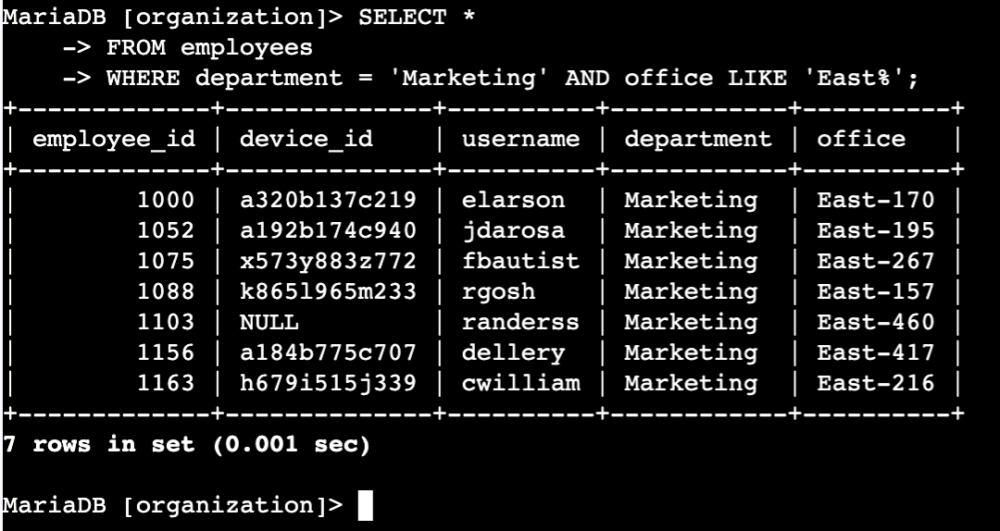 MariaDB [organization]> SELECT *
    -> FROM employees
    -> WHERE department = 'Marketing' AND office LIKE 'East%';
+-------------+--------------+----------+------------+----------+
| employee_id | device_id    | username | department | office   |
+-------------+--------------+----------+------------+----------+
|        1000 | a320b137c219 | elarson  | Marketing  | East-170 |
|        1052 | a192b174c940 | jdarosa  | Marketing  | East-195 |
|        1075 | x573y883z772 | fbautist | Marketing  | East-267 |
|        1088 | k865l965m233 | rgosh    | Marketing  | East-157 |
|        1103 | NULL         | randerss | Marketing  | East-460 |
|        1156 | a184b775c707 | dellery  | Marketing  | East-417 |
|        1163 | h679i515j339 | cwilliam | Marketing  | East-216 |
+-------------+--------------+----------+------------+----------+
7 rows in set (0.001 sec)
MariaDB [organization]>